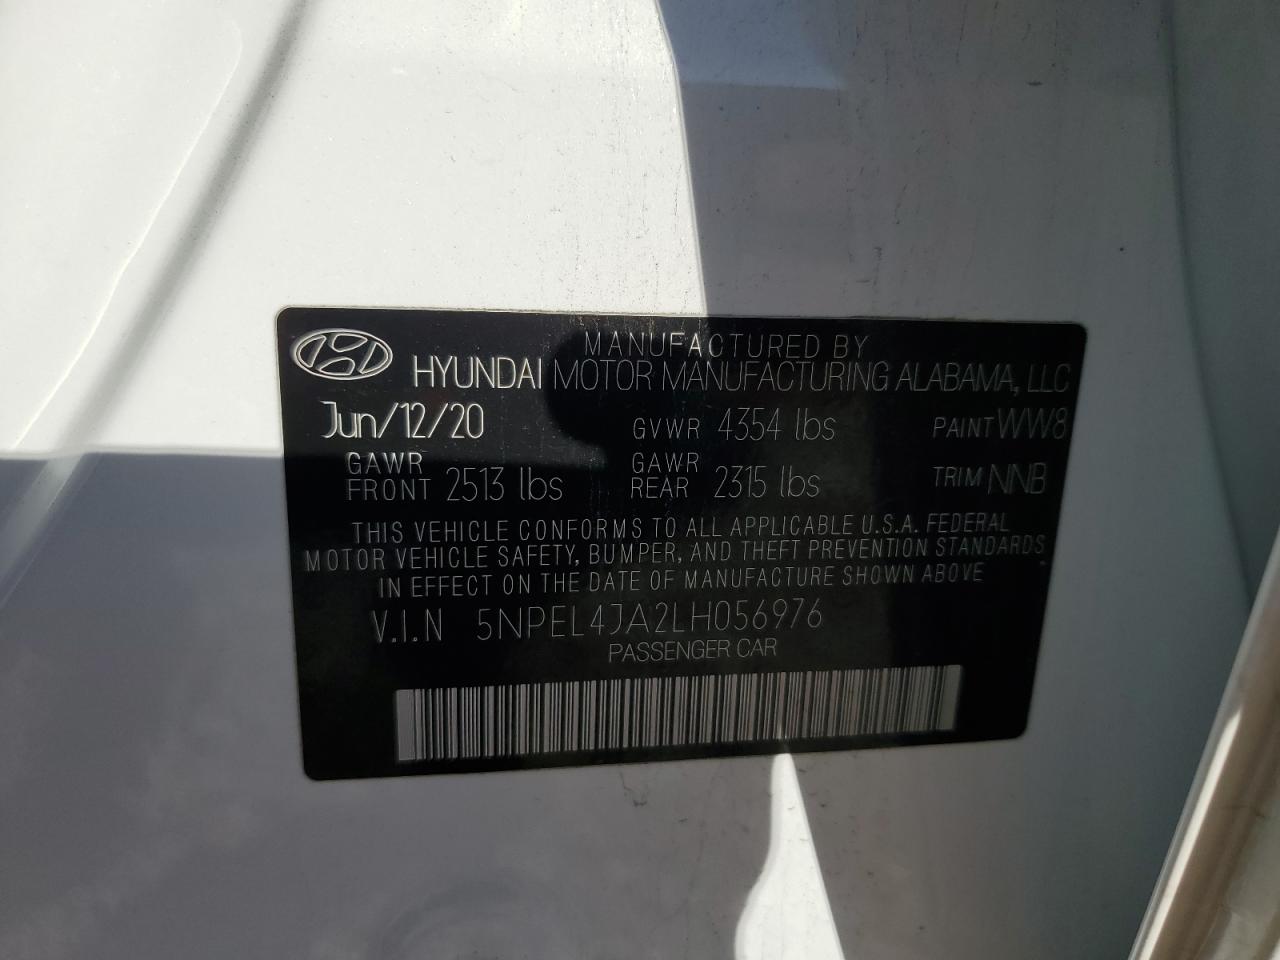 MANUFACTURED BY
HYUNDAI MOTOR MANUFACTURING ALABAMA, LLC
Jun/12/20 GVWR 4354 lbs PAINT WW8
GAWR FRONT 2513 lbs GAWR REAR 2315 lbs TRIM NNB
THIS VEHICLE CONFORMS TO ALL APPLICABLE U.S.A. FEDERAL
MOTOR VEHICLE SAFETY, BUMPER, AND THEFT PREVENTION STANDARDS
IN EFFECT ON THE DATE OF MANUFACTURE SHOWN ABOVE
V.I.N 5NPEL4JA2LH056976
PASSENGER CAR